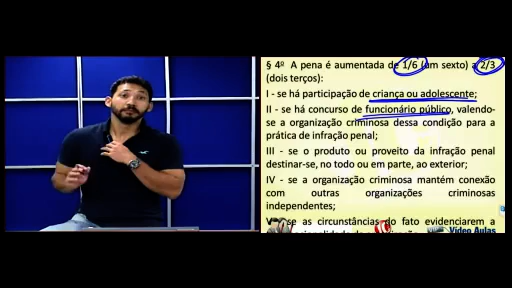 § 4º A pena é aumentada de 1/6 (um sexto) a 2/3
(dois terços):
I - se há participação de criança ou adolescente;
II - se há concurso de funcionário público, valendo-
se a organização criminosa dessa condição para a
prática de infração penal;
III - se o produto ou proveito da infração penal
destinar-se, no todo ou em parte, ao exterior;
IV - se a organização criminosa mantém conexão
com outras organizações criminosas
independentes;
V - se as circunstâncias do fato evidenciarem a
Vídeo Aulas